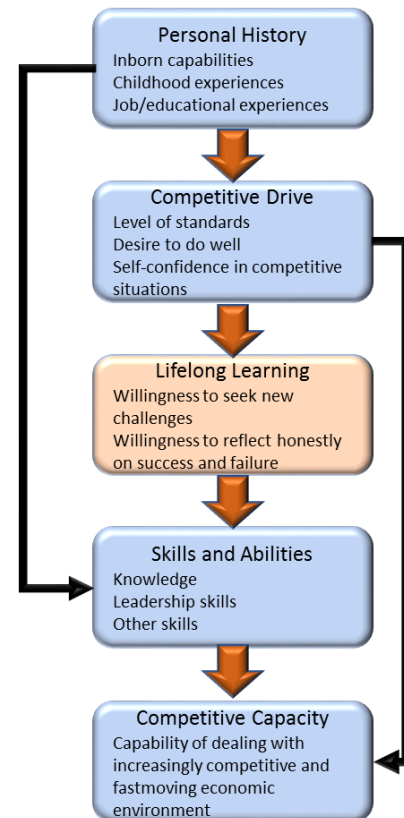 Personal History
Inborn capabilities
Childhood experiences
Job/educational experiences
Competitive Drive
Level of standards
Desire to do well
Self-confidence in competitive
situations
Lifelong Learning
Willingness to seek new
challenges
Willingness to reflect honestly
on success and failure
Skills and Abilities
Knowledge
Leadership skills
Other skills
Competitive Capacity
Capability of dealing with
increasingly competitive and
fastmoving economic
environment